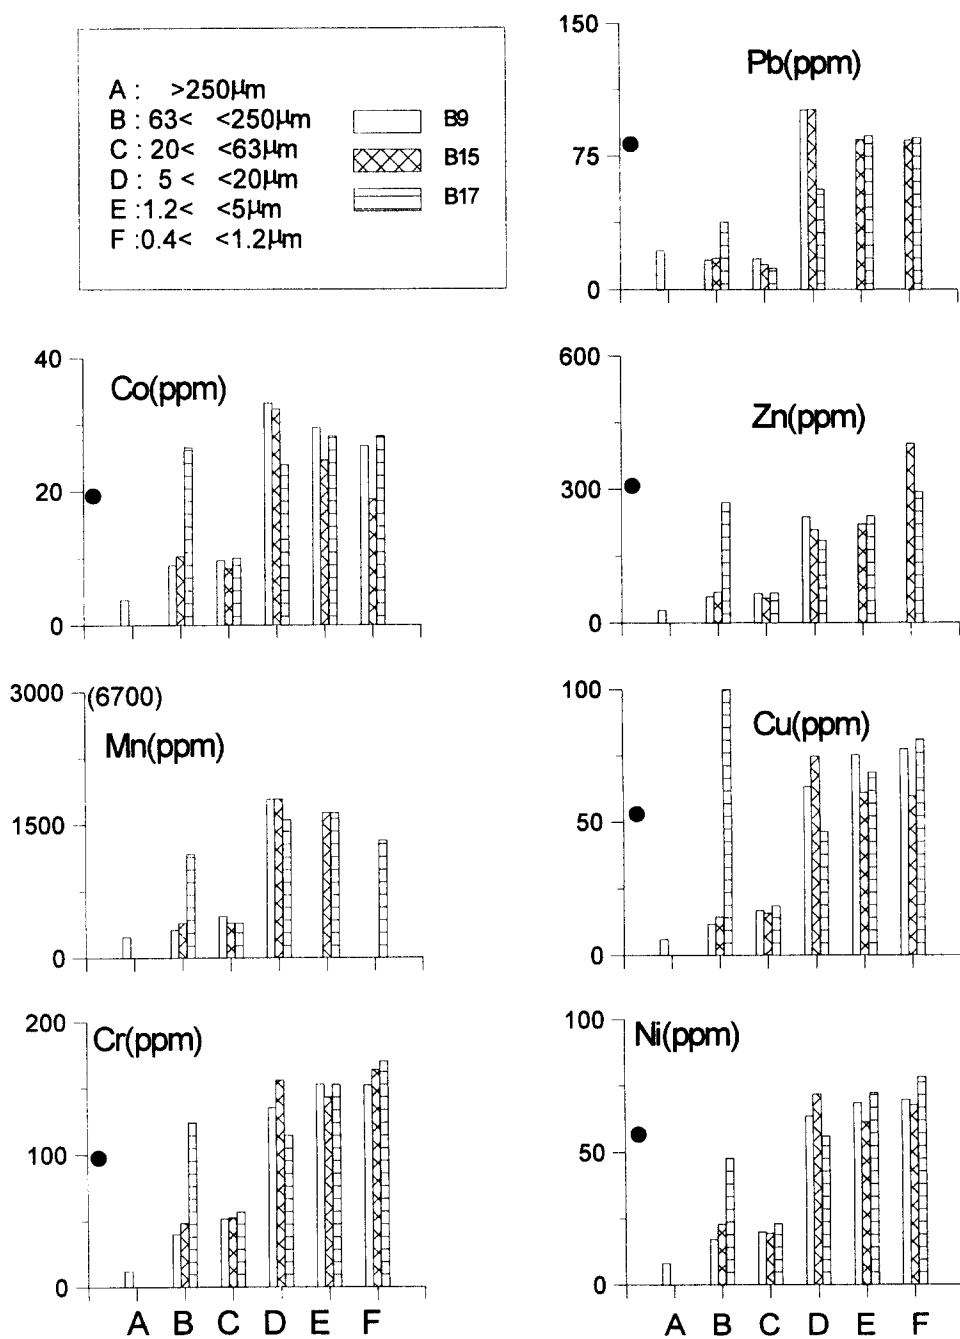 A : >250µm
B : 63< <250µm
C : 20< <63µm
D : 5 < <20µm
E :1.2< <5µm
F :0.4< <1.2µm
B9
B15
B17
150
Pb(ppm)
75
0
40
Co(ppm)
20
0
600
Zn(ppm)
300
0
3000 (6700)
Mn(ppm)
1500
0
100
Cu(ppm)
50
0
200
Cr(ppm)
100
0
A B C D E F
100
Ni(ppm)
50
0
A B C D E F